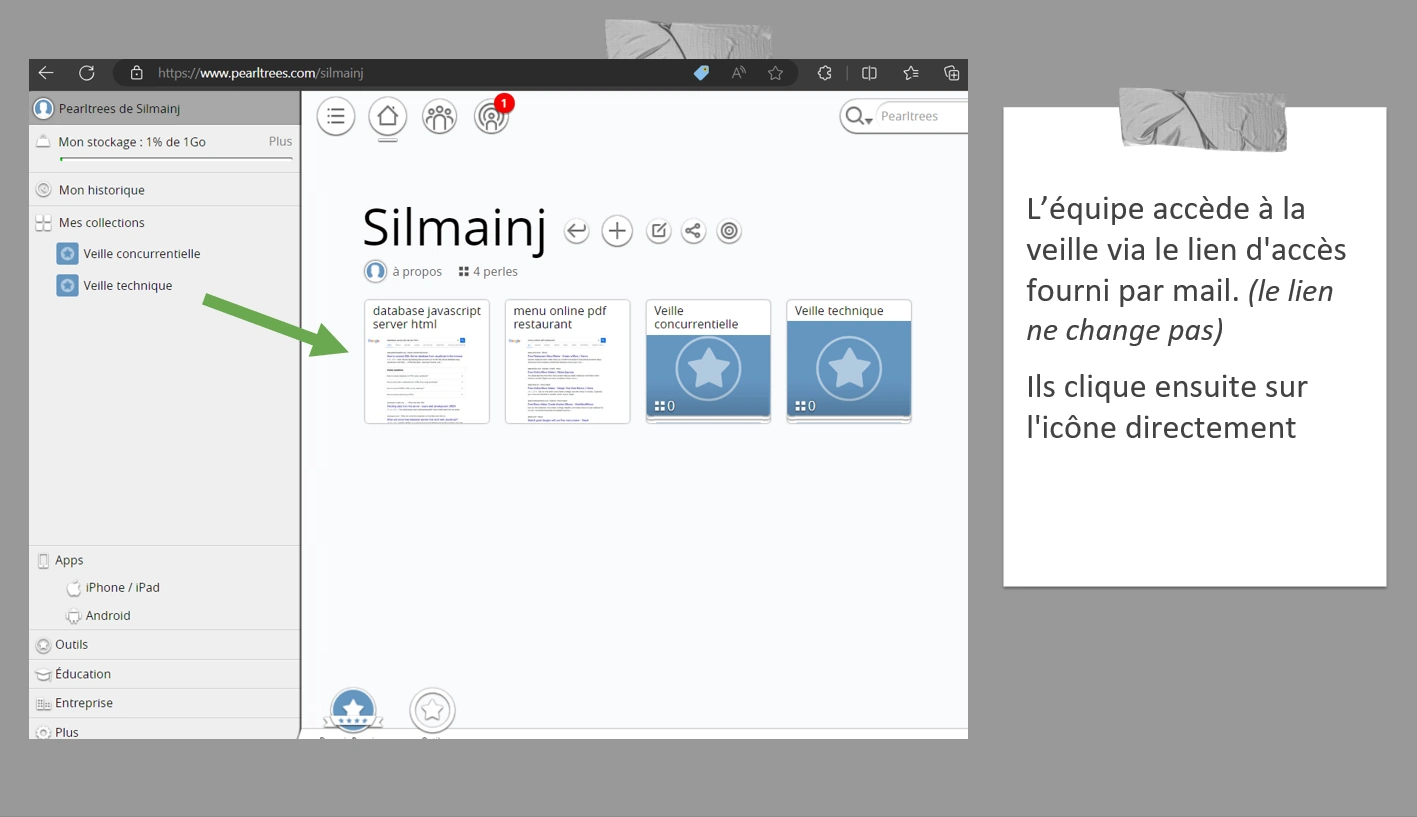 https://www.pearltrees.com/silmainj
Pearltrees de Silmainj
Mon stockage : 1% de 1Go
Plus
Mon historique
Mes collections
Veille concurrentielle
Veille technique
Apps
iPhone / iPad
Android
Outils
Éducation
Entreprise
Plus
1
Pearltrees
Silmainj
à propos
4 perles
database javascript
server html
menu online pdf
restaurant
Veille
concurrentielle
0
Veille technique
0
L’équipe accède à la
veille via le lien d'accès
fourni par mail. (le lien
ne change pas)
Ils clique ensuite sur
l'icône directement